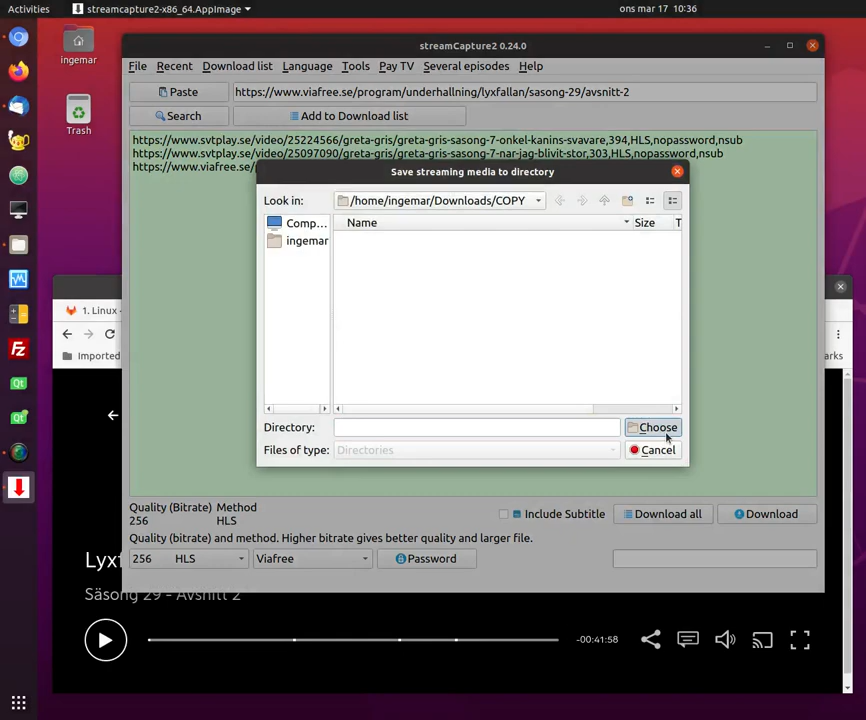 Activities streamcapture2-x86_64.AppImage ons mar 17 10:36
ingemar
Trash
streamCapture2 0.24.0
File Recent Download list Language Tools Pay TV Several episodes Help
Paste https://www.viafree.se/program/underhallning/lyxfallan/sasong-29/avsnitt-2
Search Add to Download list
https://www.svtplay.se/video/25224566/greta-gris/greta-gris-sasong-7-onkel-kanins-svavare,394,HLS,nopassword,nsub
https://www.svtplay.se/video/25097090/greta-gris/greta-gris-sasong-7-nar-jag-blivit-stor,303,HLS,nopassword,nsub
https://www.viafree.se/
Save streaming media to directory
Look in: /home/ingemar/Downloads/COPY
Comp... Name Size T
ingemar
Directory: Choose
Files of type: Directories Cancel
1. Linux
Imported
Quality (Bitrate) Method
256 HLS
Include Subtitle Download all Download
Quality (bitrate) and method. Higher bitrate gives better quality and larger file.
256 HLS Viafree Password
Säsong 29 - Avsnitt 2
-00:41:58